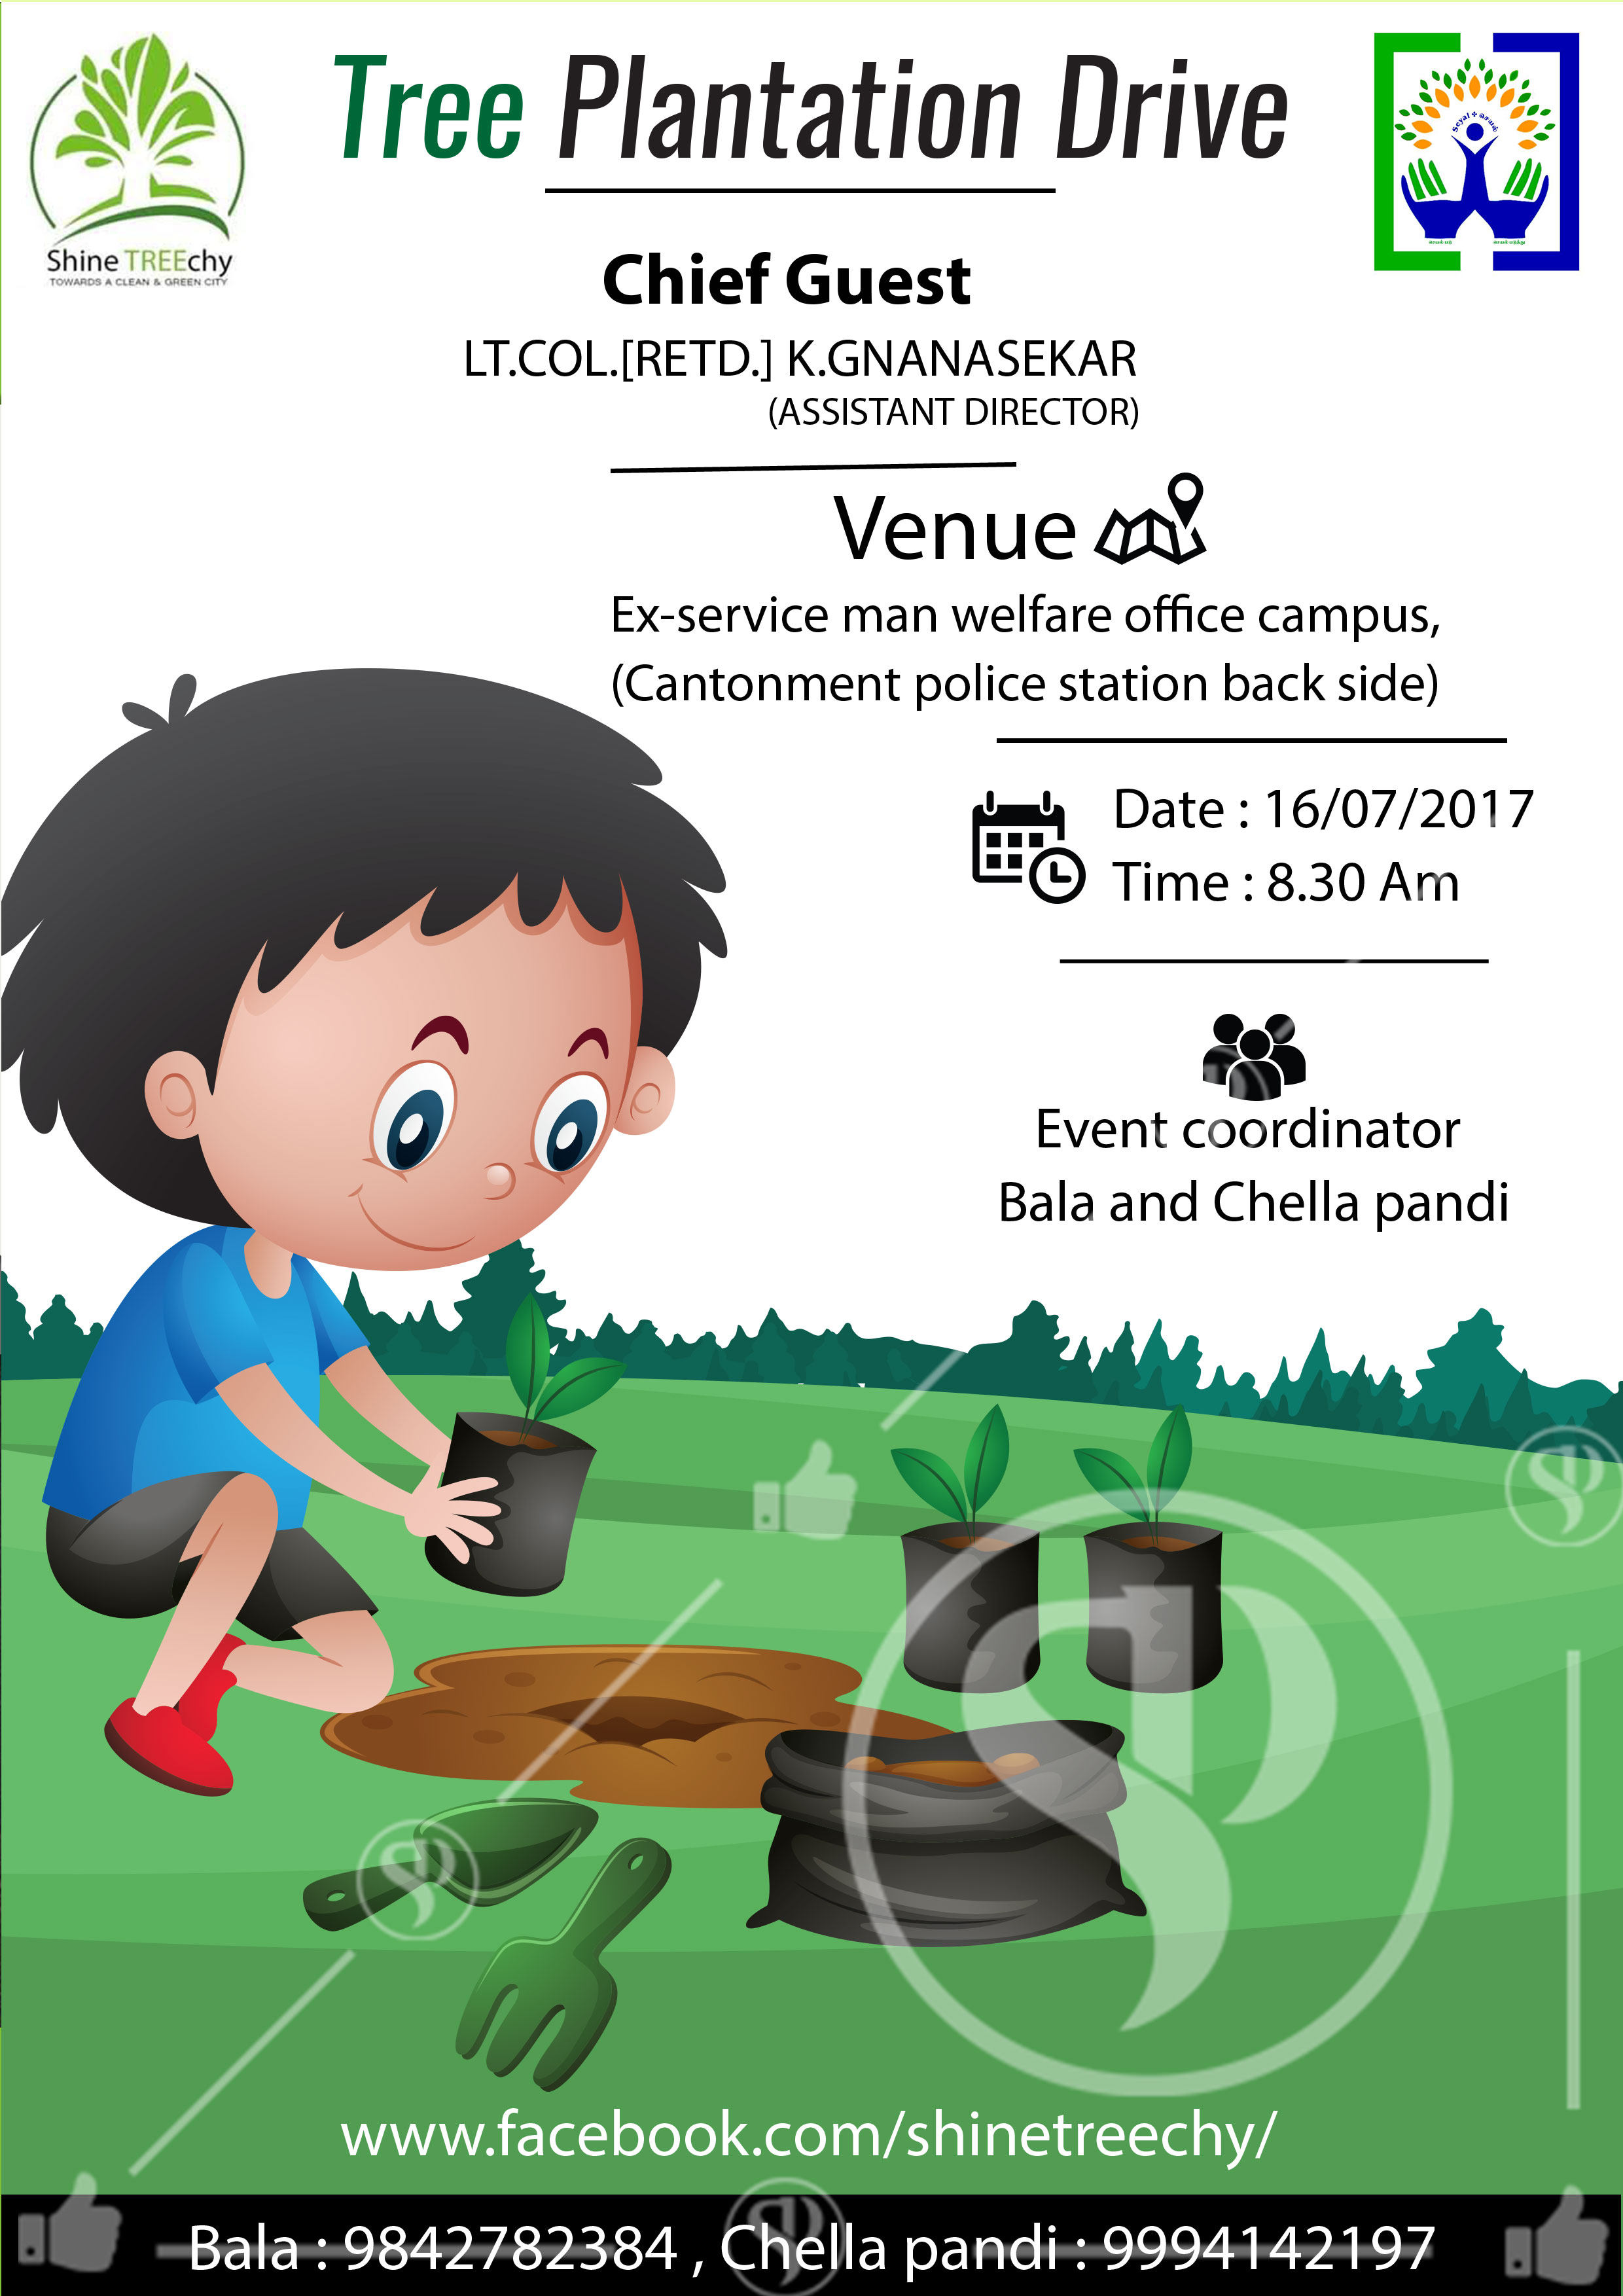 Tree Plantation Drive
Shine TREEchy
TOWARDS A CLEAN & GREEN CITY
Chief Guest
LT.COL.[RETD.] K.GNANASEKAR
(ASSISTANT DIRECTOR)
Venue
Ex-service man welfare office campus,
(Cantonment police station back side)
Date : 16/07/2017
Time : 8.30 Am
Event coordinator
Bala and Chella pandi
www.facebook.com/shinetreechy/
Bala : 9842782384 , Chella pandi : 9994142197